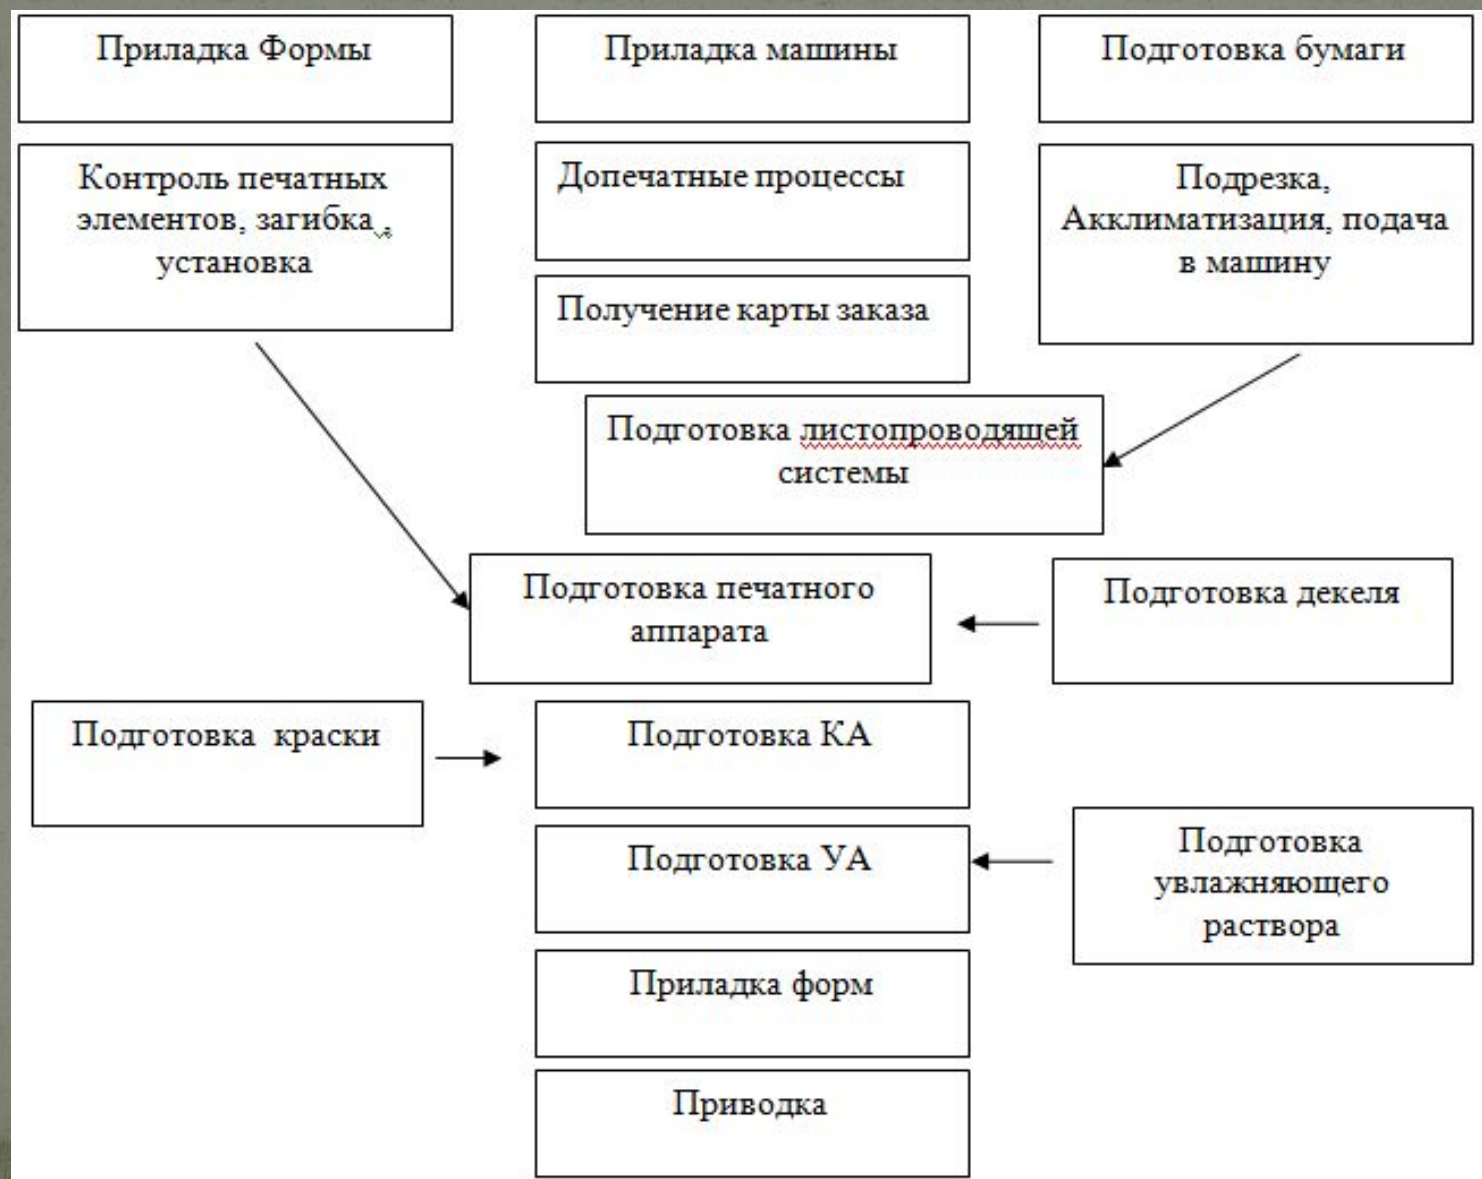 Приладка Формы
Приладка машины
Подготовка бумаги
Контроль печатных
элементов, загибка ,
установка
Допечатные процессы
Подрезка,
Акклиматизация, подача
в машину
Получение карты заказа
Подготовка листопроводящей
системы
Подготовка печатного
аппарата
Подготовка декеля
Подготовка краски
Подготовка КА
Подготовка УА
Подготовка
увлажняющего
раствора
Приладка форм
Приводка